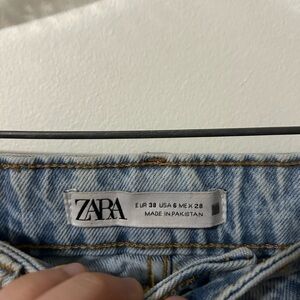 ZARA
EUR 38 USA 6 MEX 28
MADE IN PAKISTAN